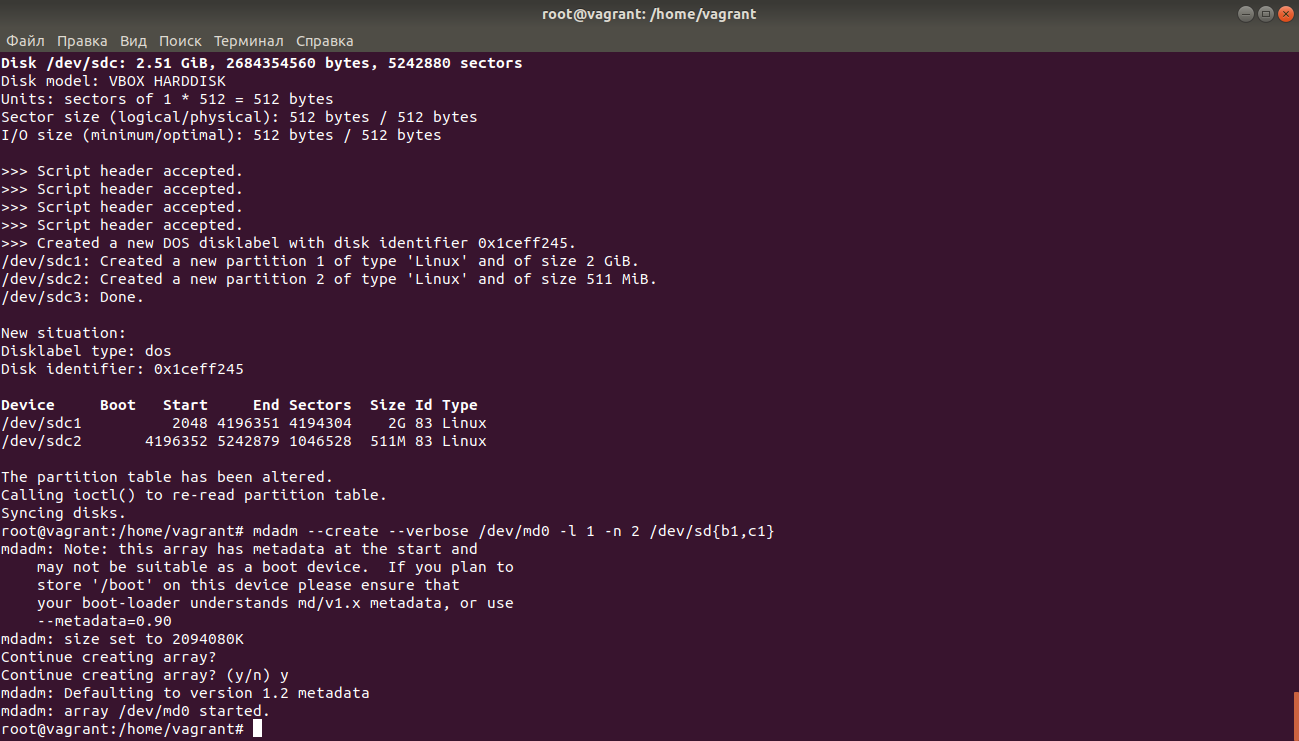 root@vagrant: /home/vagrant
Файл Правка Вид Поиск Терминал Справка
Disk /dev/sdc: 2.51 GiB, 2684354560 bytes, 5242880 sectors
Disk model: VBOX HARDDISK
Units: sectors of 1 * 512 = 512 bytes
Sector size (logical/physical): 512 bytes / 512 bytes
I/O size (minimum/optimal): 512 bytes / 512 bytes
>>> Script header accepted.
>>> Script header accepted.
>>> Script header accepted.
>>> Script header accepted.
>>> Created a new DOS disklabel with disk identifier 0x1ceff245.
/dev/sdc1: Created a new partition 1 of type 'Linux' and of size 2 GiB.
/dev/sdc2: Created a new partition 2 of type 'Linux' and of size 511 MiB.
/dev/sdc3: Done.
New situation:
Disklabel type: dos
Disk identifier: 0x1ceff245
Device     Boot   Start     End Sectors  Size Id Type
/dev/sdc1          2048 4196351 4194304    2G 83 Linux
/dev/sdc2       4196352 5242879 1046528  511M 83 Linux
The partition table has been altered.
Calling ioctl() to re-read partition table.
Syncing disks.
root@vagrant:/home/vagrant# mdadm --create --verbose /dev/md0 -l 1 -n 2 /dev/sd{b1,c1}
mdadm: Note: this array has metadata at the start and
    may not be suitable as a boot device.  If you plan to
    store '/boot' on this device please ensure that
    your boot-loader understands md/v1.x metadata, or use
    --metadata=0.90
mdadm: size set to 2094080K
Continue creating array?
Continue creating array? (y/n) y
mdadm: Defaulting to version 1.2 metadata
mdadm: array /dev/md0 started.
root@vagrant:/home/vagrant#